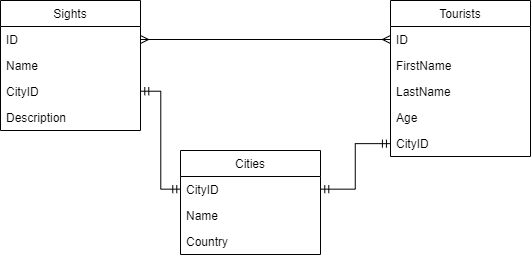 Sights
ID
Name
CityID
Description
Tourists
ID
FirstName
LastName
Age
CityID
Cities
CityID
Name
Country